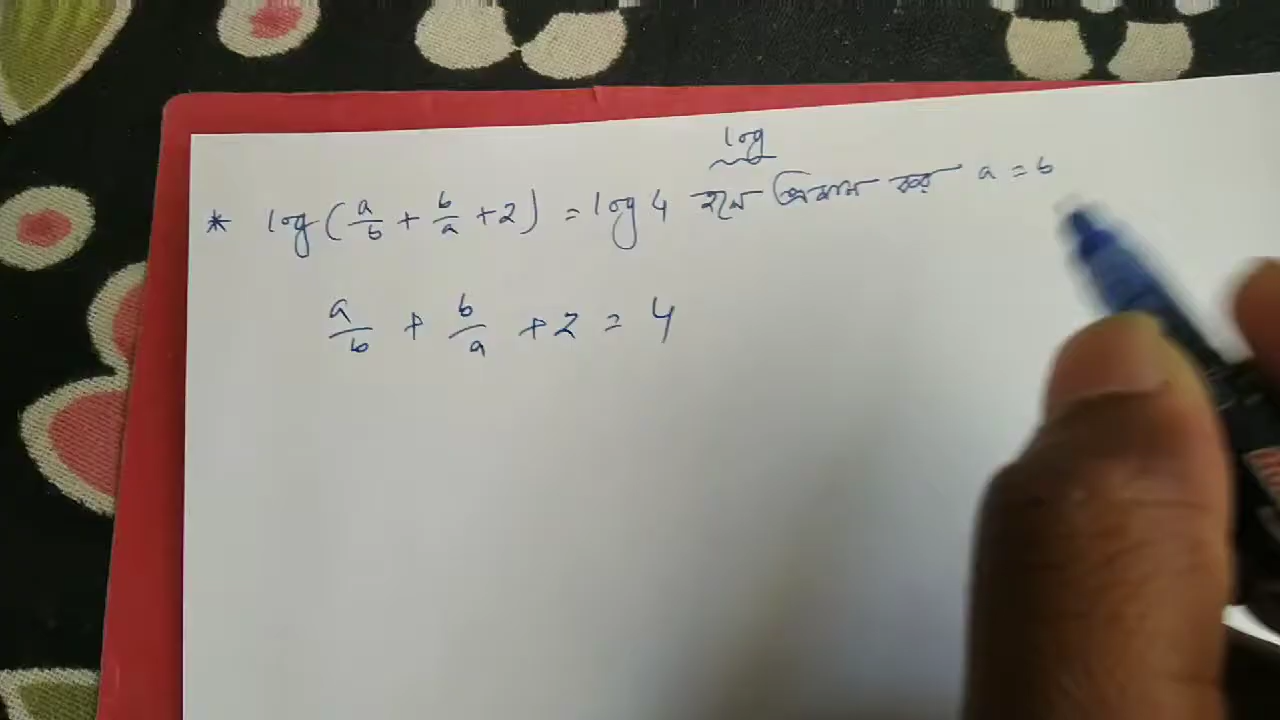 log
* log(a/b + b/a + 2) = log 4 হলে প্রমাণ কর a = b
a/b + b/a + 2 = 4